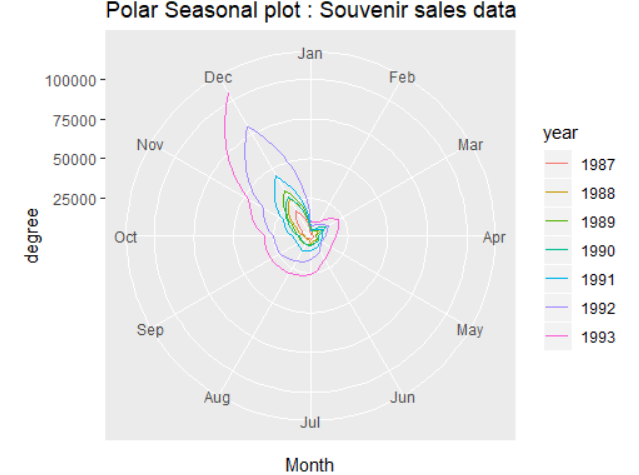 Polar Seasonal plot : Souvenir sales data
Jan
Feb
Mar
Apr
May
Jun
Jul
Aug
Sep
Oct
Nov
Dec
100000
75000
50000
25000
degree
Month
year
1987
1988
1989
1990
1991
1992
1993